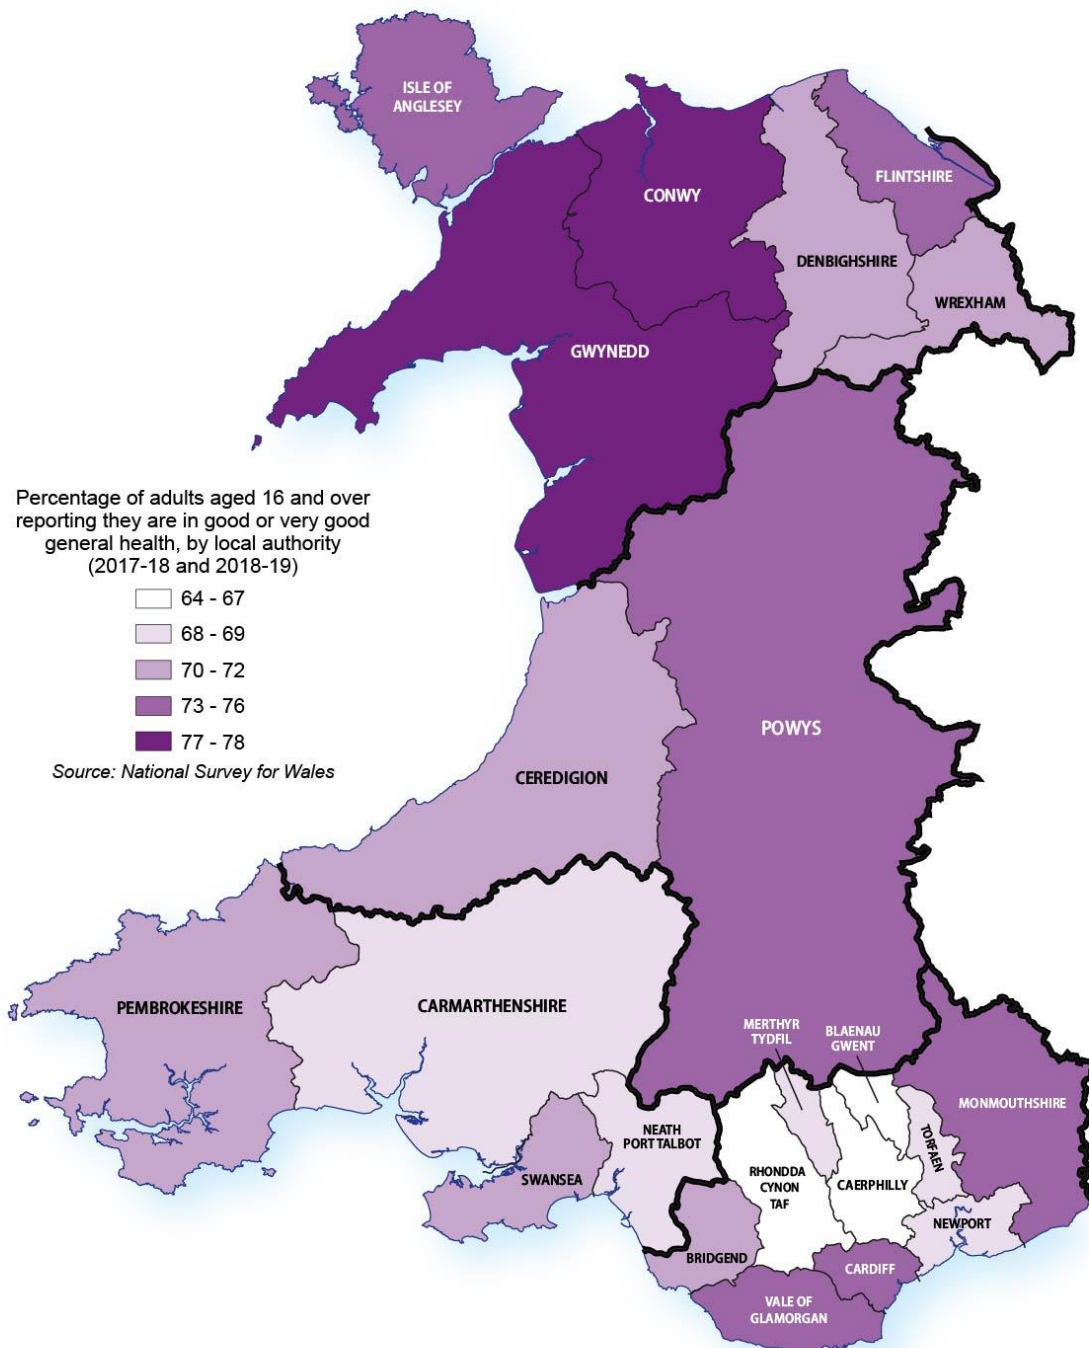 ISLE OF
ANGLESEY
CONWY
FLINTSHIRE
DENBIGHSHIRE
WREXHAM
GWYNEDD
Percentage of adults aged 16 and over
reporting they are in good or very good
general health, by local authority
(2017-18 and 2018-19)
64 - 67
68 - 69
70 - 72
73 - 76
77 - 78
Source: National Survey for Wales
POWYS
CEREDIGION
PEMBROKESHIRE
CARMARTHENSHIRE
MERTHYR
TYDFIL
BLAENAU
GWENT
MONMOUTHSHIRE
NEATH
PORT TALBOT
TORFAEN
SWANSEA
RHONDDA
CYNON
TAF
CAERPHILLY
NEWPORT
BRIDGEND
CARDIFF
VALE OF
GLAMORGAN